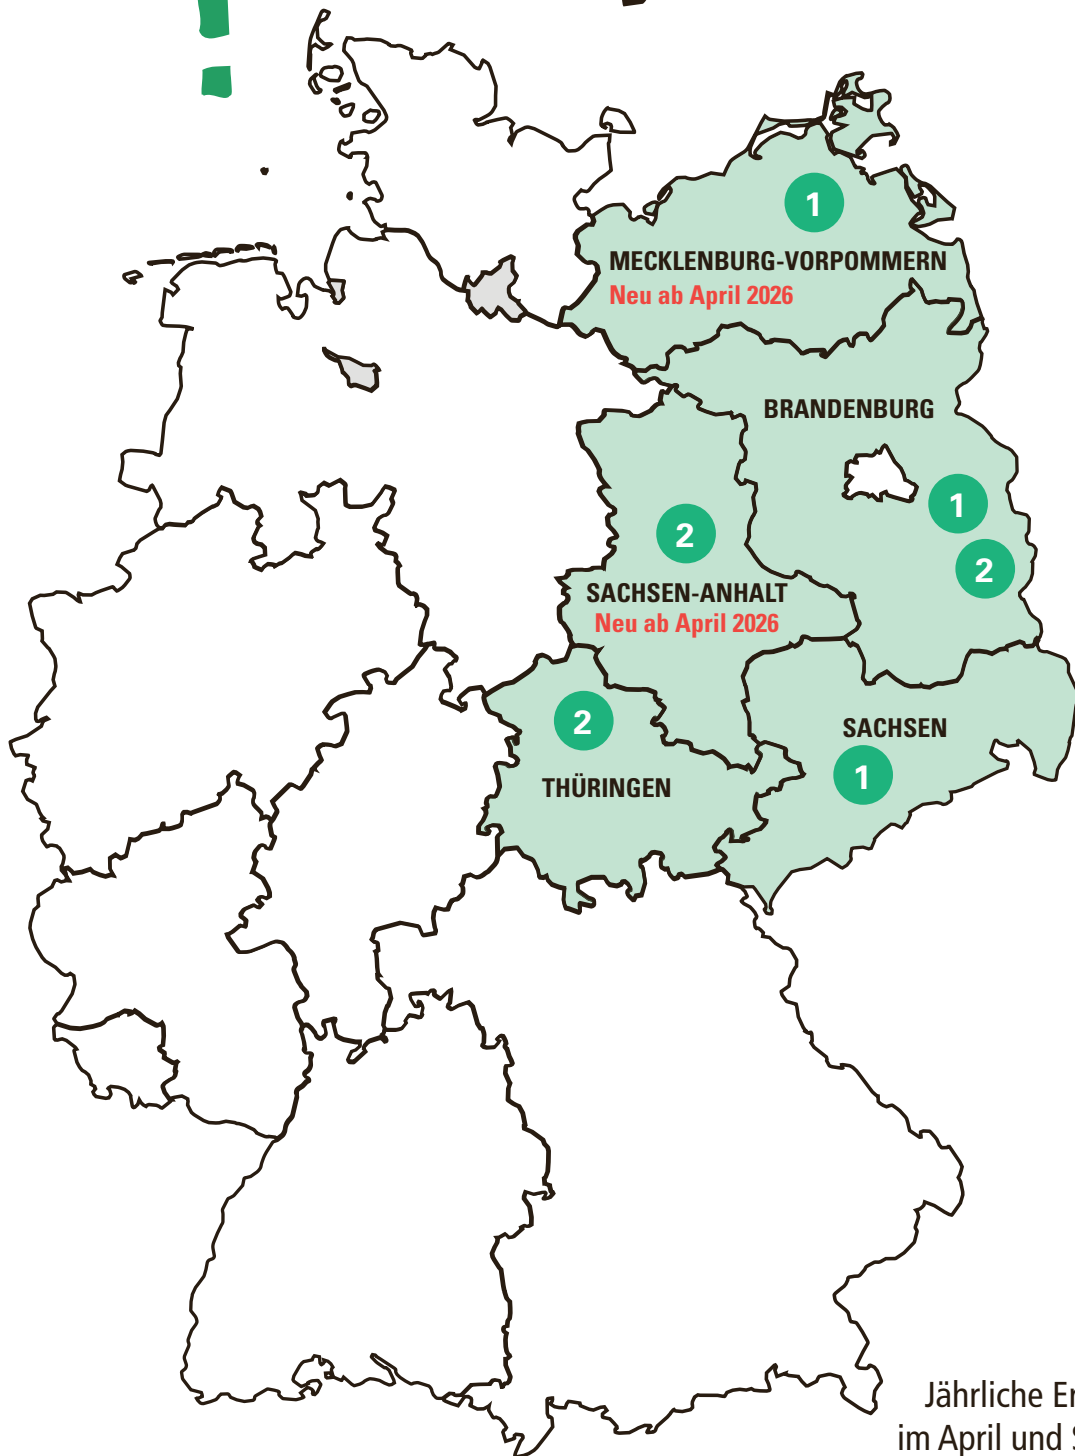 1
MECKLENBURG-VORPOMMERN
Neu ab April 2026
BRANDENBURG
1
2
2
SACHSEN-ANHALT
Neu ab April 2026
2
THÜRINGEN
SACHSEN
1
Jährliche
im April und